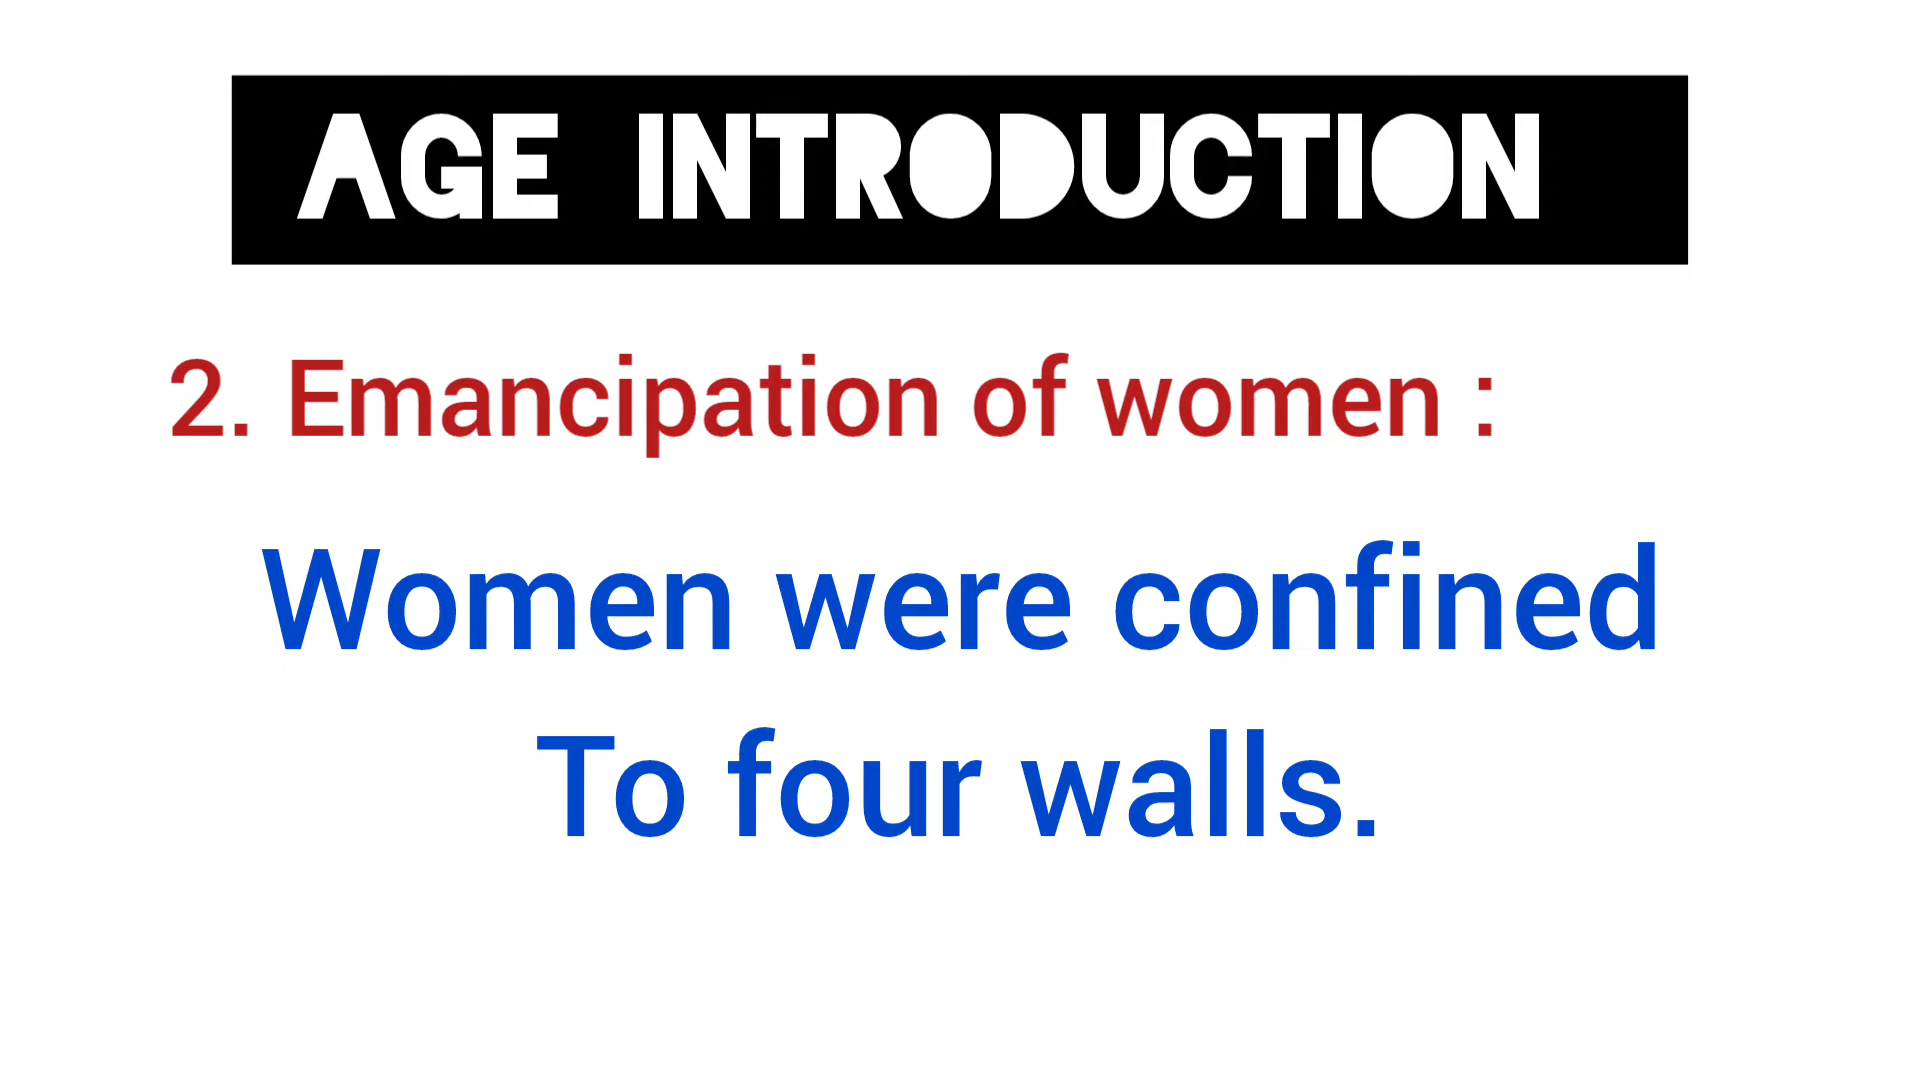 AGE INTRODUCTION
2. Emancipation of women :
Women were confined
To four walls.